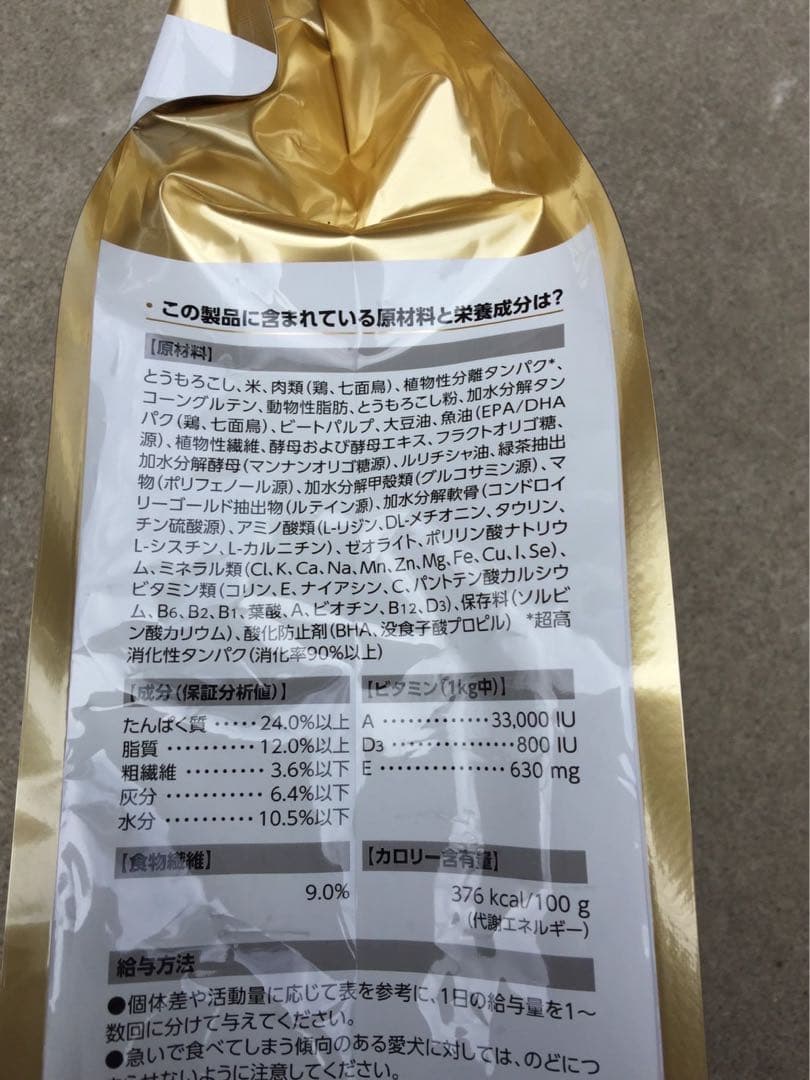 ・この製品に含まれている原材料と栄養成分は?
【原材料】
とうもろこし、米、肉類(鶏、七面鳥)、植物性分離タンパク*、
コーングルテン、動物性脂肪、とうもろこし粉、加水分解タン
パク(鶏、七面鳥)、ビートパルプ、大豆油、魚油(EPA/DHA
源)、植物性繊維、酵母および酵母エキス、フラクトオリゴ糖、
加水分解酵母(マンナンオリゴ糖源)、ルリチシャ油、緑茶抽出
物(ポリフェノール源)、加水分解甲殻類(グルコサミン源)、マ
リーゴールド抽出物(ルテイン源)、加水分解軟骨(コンドロイ
チン硫酸源)、アミノ酸類(L-リジン、DL-メチオニン、タウリン、
L-シスチン、L-カルニチン)、ゼオライト、ポリリン酸ナトリウ
ム、ミネラル類(Cl、K、Ca、Na、Mn、Zn、Mg、Fe、Cu、I、Se)、
ビタミン類(コリン、E、ナイアシン、C、パントテン酸カルシウ
ム、B6、B2、B1、葉酸、A、ビオチン、B12、D3)、保存料(ソルビ
ン酸カリウム)、酸化防止剤(BHA、没食子酸プロピル) *超高
消化性タンパク(消化率90%以上)
【成分(保証分析値)】
たんぱく質 ・・・・・ 24.0%以上
脂質 ・・・・・・・・・・ 12.0%以上
粗繊維 ・・・・・・・・ 3.6%以下
灰分 ・・・・・・・・・・ 6.4%以下
水分 ・・・・・・・・・・ 10.5%以下
【ビタミン(1kg中)】
A ・・・・・・・・・・・・ 33,000 IU
D3 ・・・・・・・・・・・・・ 800 IU
E ・・・・・・・・・・・・・・ 630 mg
【食物繊維】
9.0%
【カロリー含有量】
376 kcal/100 g
(代謝エネルギー)
給与方法
●個体差や活動量に応じて表を参考に、1日の給与量を1〜
数回に分けて与えてください。
●急いで食べてしまう傾向のある愛犬に対しては、のどにつ
まらせないように注意してください。